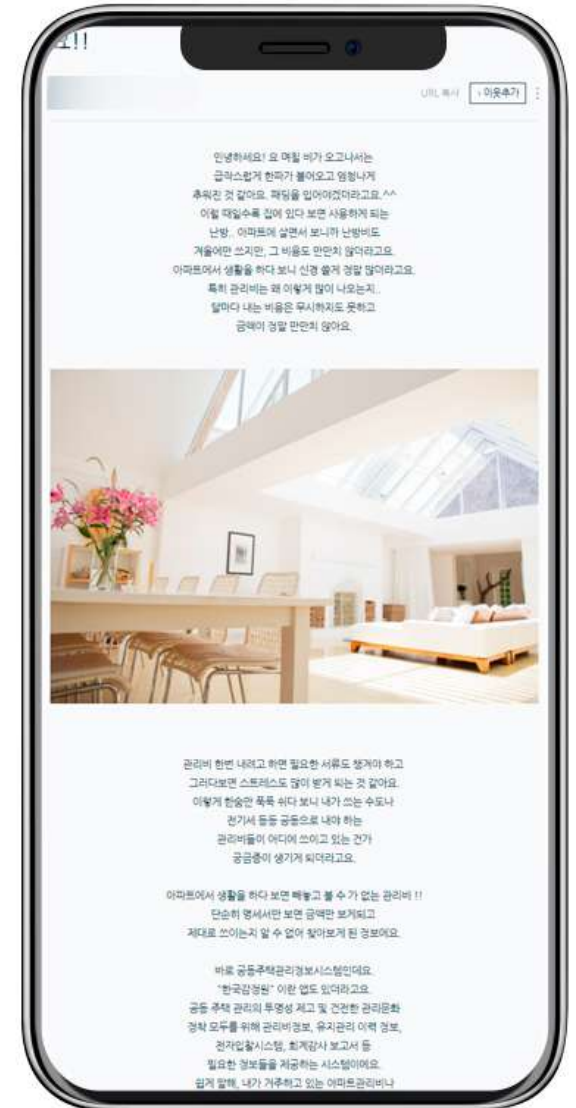 요!!
URL 복사
+ 이웃추가
안녕하세요! 요 며칠 비가 오고나서는
급작스럽게 한파가 불어오고 엄청나게
추워진 것 같아요. 패딩을 입어야겠더라고요.^^
이럴 때일수록 집에 있다 보면 사용하게 되는
난방.. 아파트에 살면서 보니까 난방비도
겨울에만 쓰지만, 그 비용도 만만치 않더라고요.
아파트에서 생활을 하다 보니 신경 쓸게 정말 많더라고요.
특히 관리비는 왜 이렇게 많이 나오는지..
달마다 내는 비용은 무시하지도 못하고
금액이 정말 만만치 않아요.
관리비 한번 내려고 하면 필요한 서류도 챙겨야 하고
그러다보면 스트레스도 많이 받게 되는 것 같아요.
이렇게 한숨만 푹푹 쉬다 보니 내가 쓰는 수도나
전기세 등등 공동으로 내야 하는
관리비들이 어디에 쓰이고 있는 건가
궁금증이 생기게 되더라고요.
아파트에서 생활을 하다 보면 빼놓고 볼 수 가 없는 관리비 !!
단순히 명세서만 보면 금액만 보게되고
제대로 쓰이는지 알 수 없어 찾아보게 된 정보에요.
바로 공동주택관리정보시스템인데요.
"한국감정원" 이란 앱도 있더라고요.
공동 주택 관리의 투명성 제고 및 건전한 관리문화
정착 모두를 위해 관리비정보, 유지관리 이력 정보,
전자입찰시스템, 회계감사 보고서 등
필요한 정보들을 제공하는 시스템이에요.
쉽게 말해, 내가 거주하고 있는 아파트관리비나